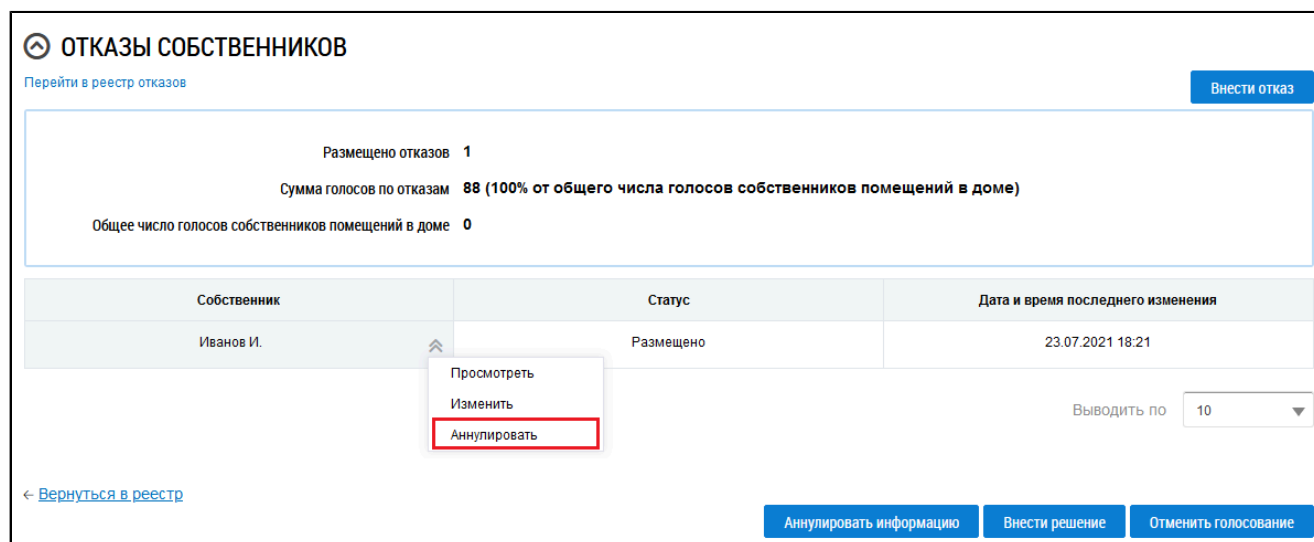 ОТКАЗЫ СОБСТВЕННИКОВ
Перейти в реестр отказов
Внести отказ
Размещено отказов 1
Сумма голосов по отказам 88 (100% от общего числа голосов собственников помещений в доме)
Общее число голосов собственников помещений в доме 0
Собственник Статус Дата и время последнего изменения
Иванов И. Размещено 23.07.2021 18:21
Просмотреть
Изменить
Аннулировать
Выводить по 10
← Вернуться в реестр
Аннулировать информацию Внести решение Отменить голосование